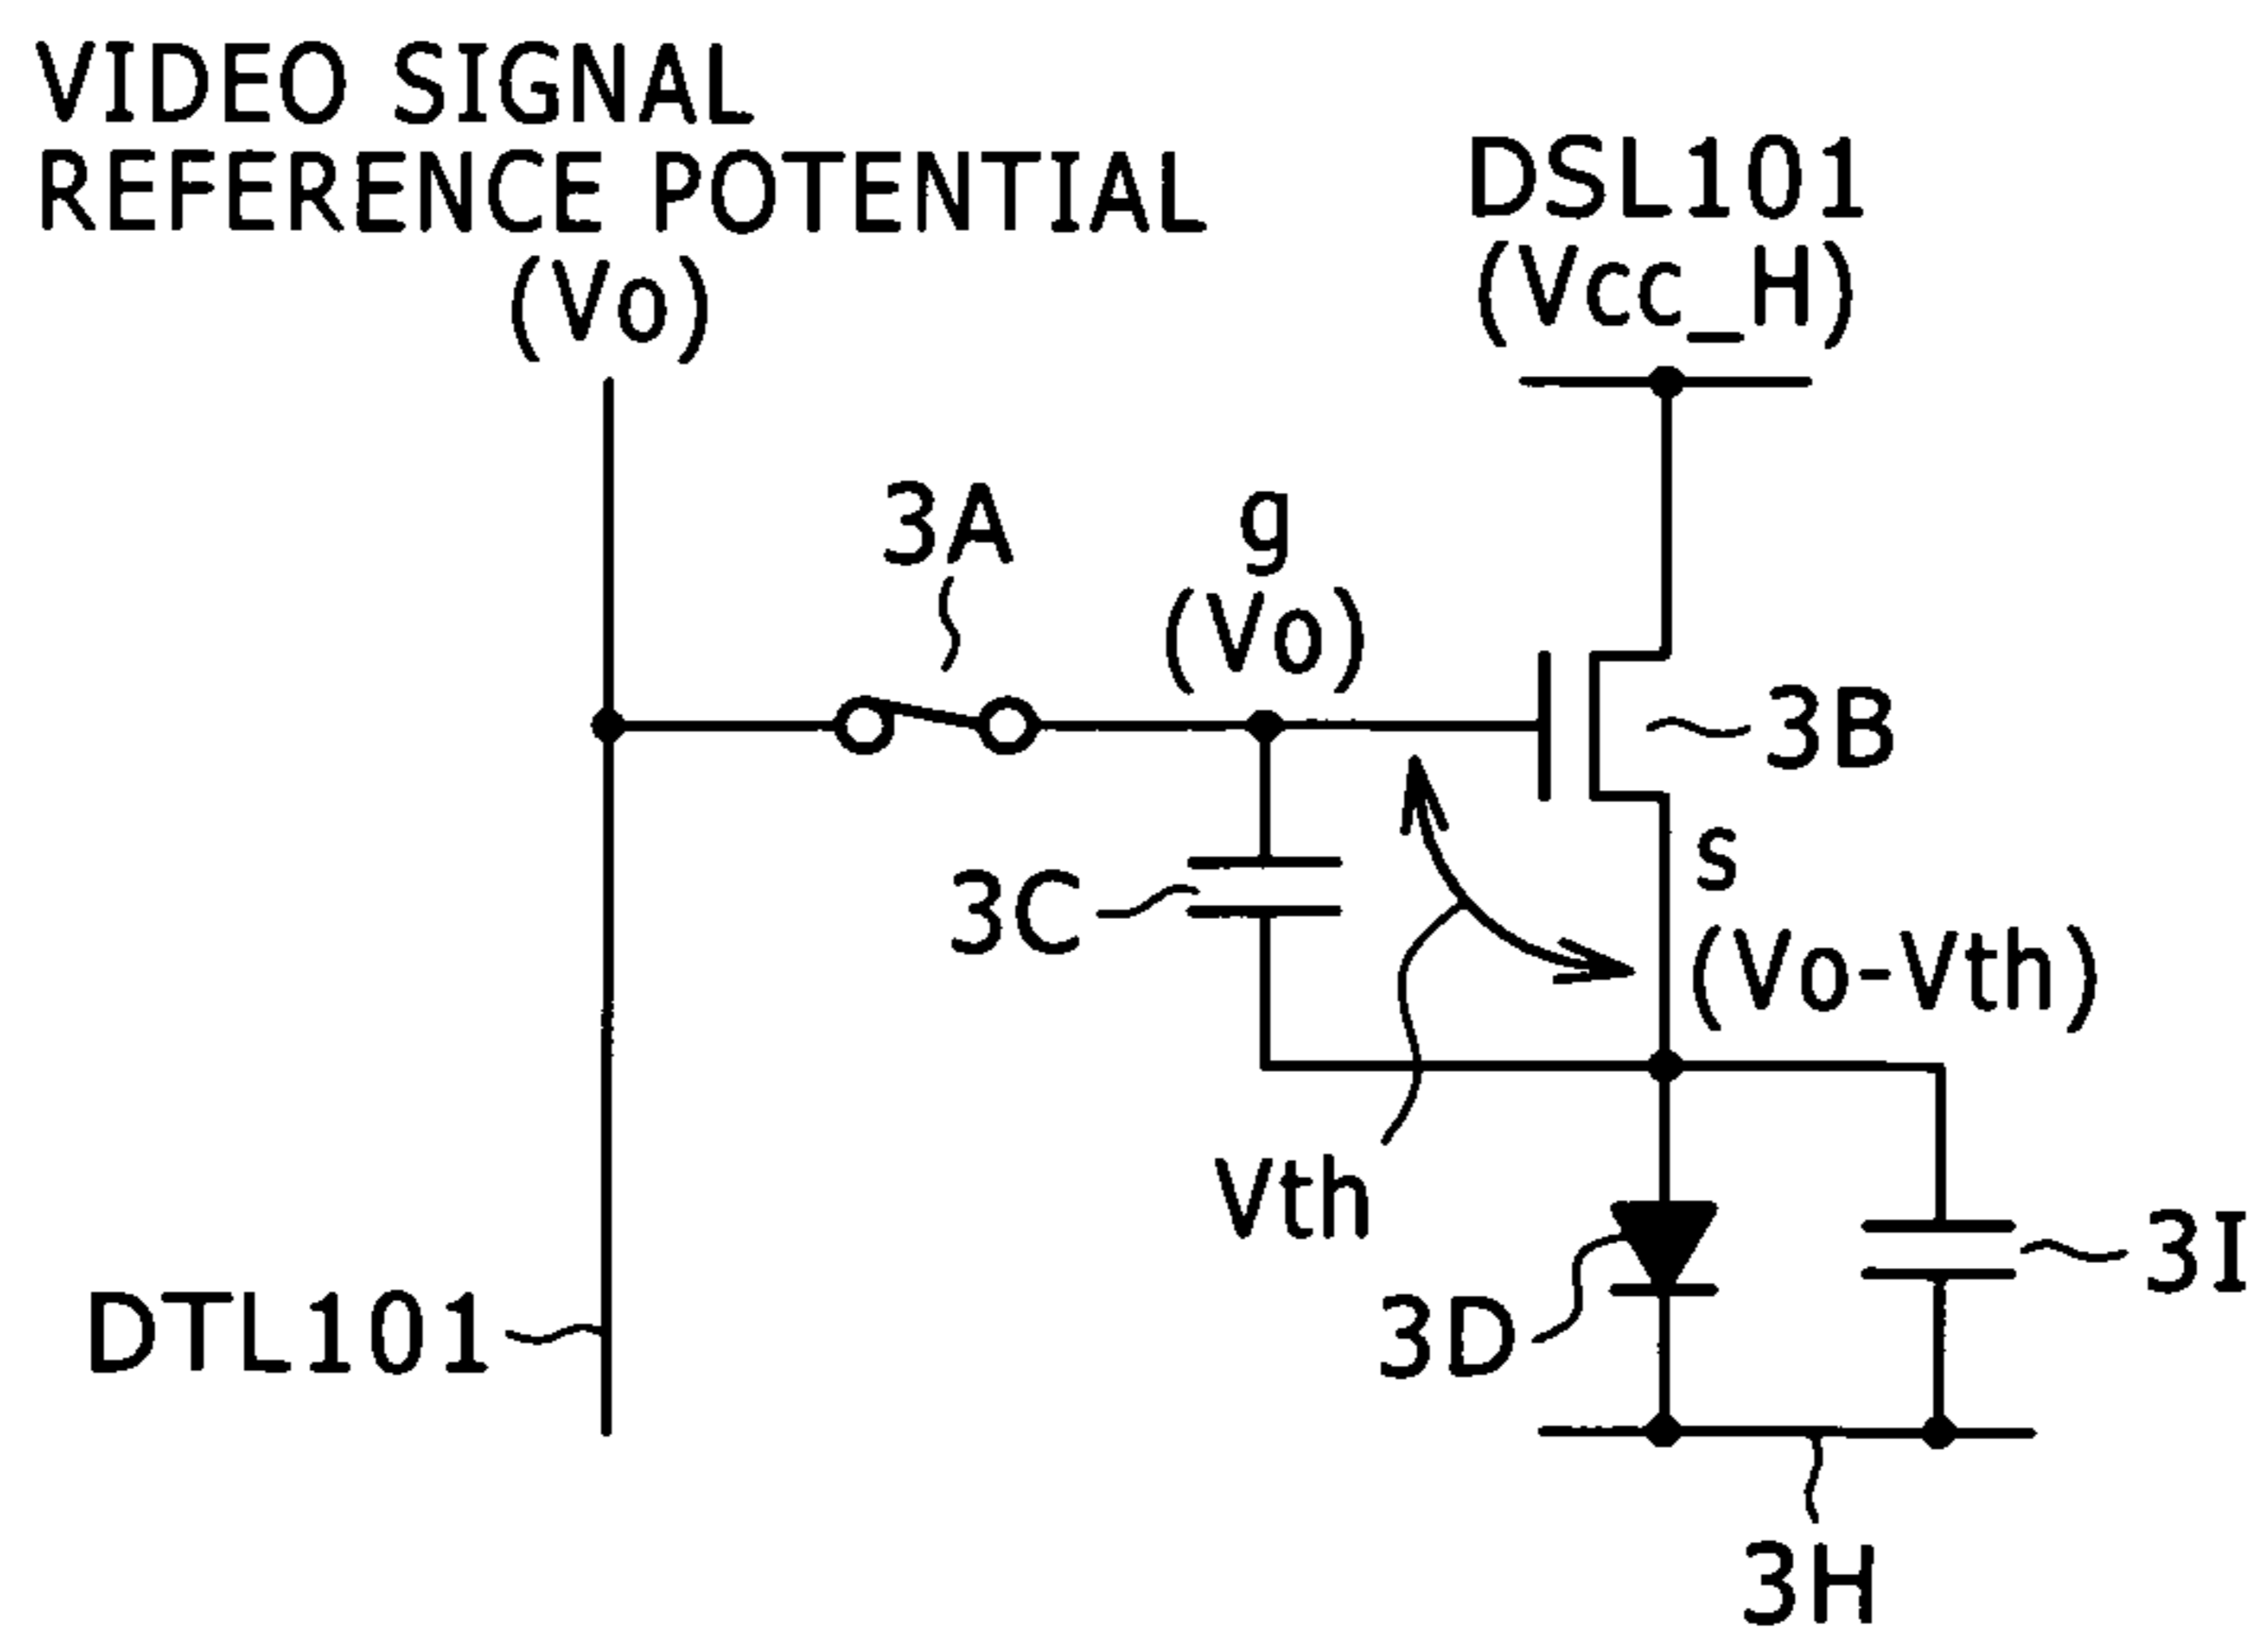 VIDEO SIGNAL
REFERENCE POTENTIAL
(Vo)
DSL101
(Vcc_H)
3A
g
(Vo)
3B
s
3C
(Vo-Vth)
Vth
3I
DTL101
3D
3H